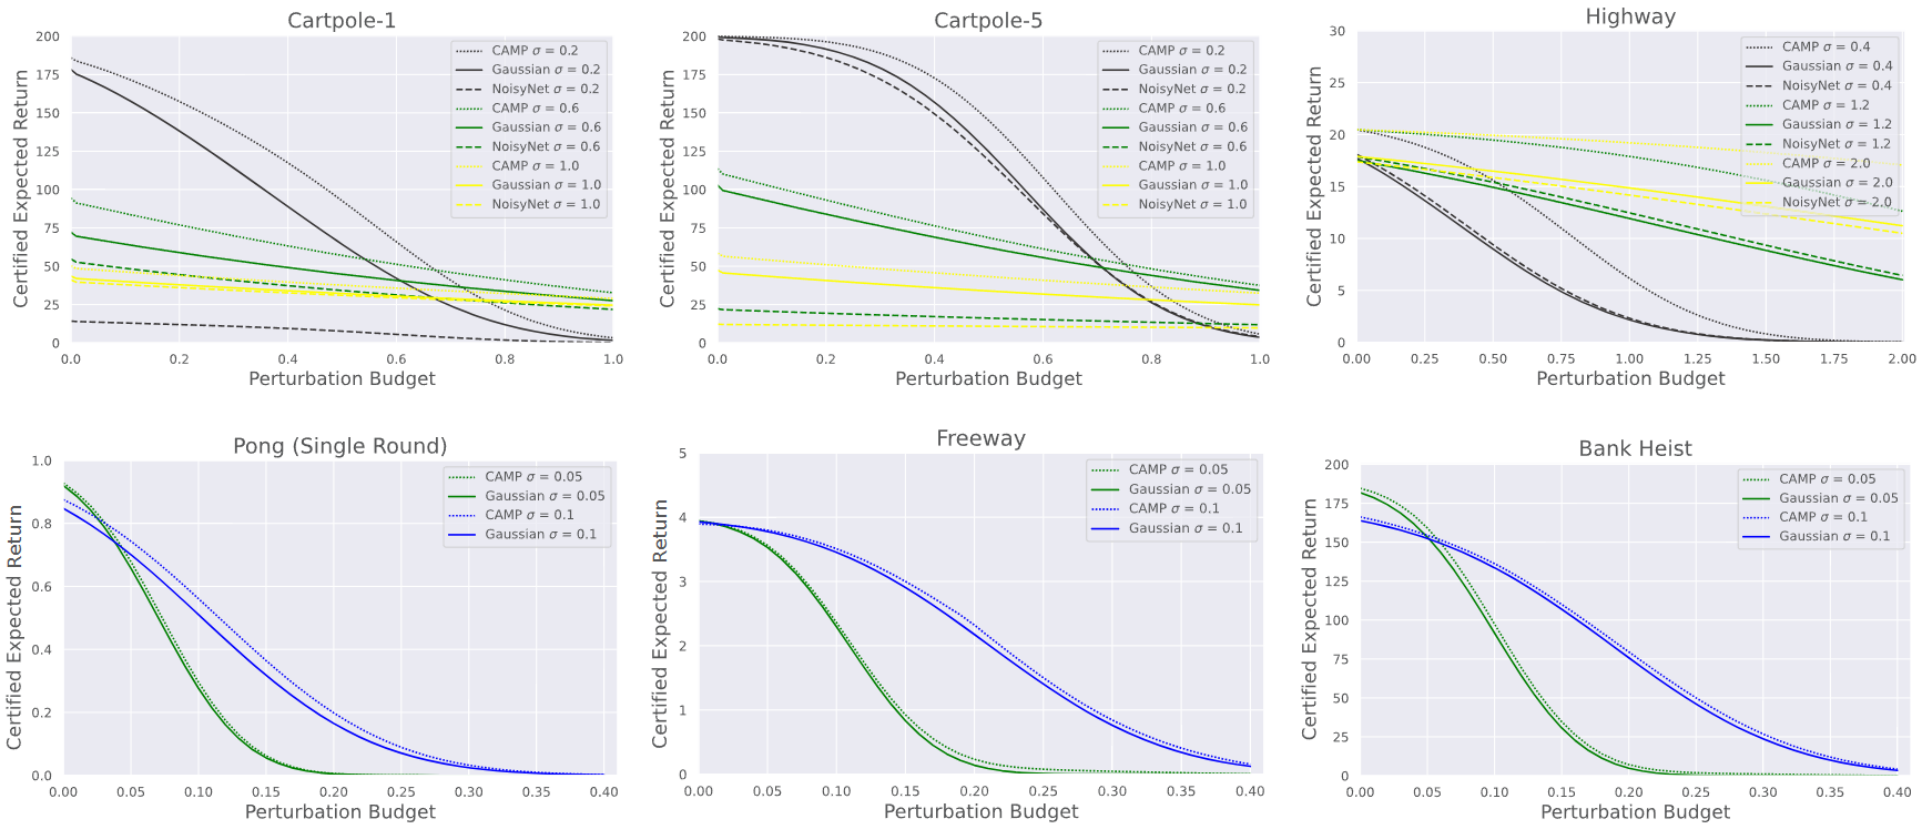 Cartpole-1
Certified Expected Return
200
175
150
125
100
75
50
25
0
CAMP σ = 0.2
Gaussian σ = 0.2
NoisyNet σ = 0.2
CAMP σ = 0.6
Gaussian σ = 0.6
NoisyNet σ = 0.6
CAMP σ = 1.0
Gaussian σ = 1.0
NoisyNet σ = 1.0
0.0 0.2 0.4 0.6 0.8 1.0
Perturbation Budget
Cartpole-5
Certified Expected Return
200
175
150
125
100
75
50
25
0
CAMP σ = 0.2
Gaussian σ = 0.2
NoisyNet σ = 0.2
CAMP σ = 0.6
Gaussian σ = 0.6
NoisyNet σ = 0.6
CAMP σ = 1.0
Gaussian σ = 1.0
NoisyNet σ = 1.0
0.0 0.2 0.4 0.6 0.8 1.0
Perturbation Budget
Highway
Certified Expected Return
30
25
20
15
10
5
0
CAMP σ = 0.4
Gaussian σ = 0.4
NoisyNet σ = 0.4
CAMP σ = 1.2
Gaussian σ = 1.2
NoisyNet σ = 1.2
CAMP σ = 2.0
Gaussian σ = 2.0
NoisyNet σ = 2.0
0.00 0.25 0.50 0.75 1.00 1.25 1.50 1.75 2.00
Perturbation Budget
Pong (Single Round)
Certified Expected Return
1.0
0.8
0.6
0.4
0.2
0.0
CAMP σ = 0.05
Gaussian σ = 0.05
CAMP σ = 0.1
Gaussian σ = 0.1
0.00 0.05 0.10 0.15 0.20 0.25 0.30 0.35 0.40
Perturbation Budget
Freeway
Certified Expected Return
5
4
3
2
1
0
CAMP σ = 0.05
Gaussian σ = 0.05
CAMP σ = 0.1
Gaussian σ = 0.1
0.00 0.05 0.10 0.15 0.20 0.25 0.30 0.35 0.40
Perturbation Budget
Bank Heist
Certified Expected Return
200
175
150
125
100
75
50
25
0
CAMP σ = 0.05
Gaussian σ = 0.05
CAMP σ = 0.1
Gaussian σ = 0.1
0.00 0.05 0.10 0.15 0.20 0.25 0.30 0.35 0.40
Perturbation Budget